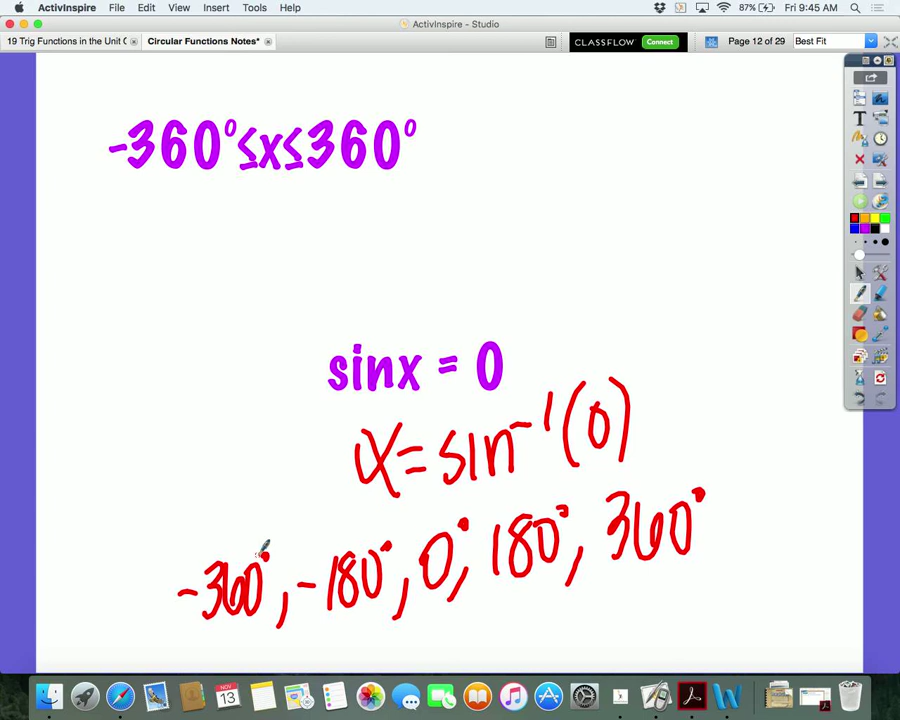 ActivInspire File Edit View Insert Tools Help 87% Fri 9:45 AM
ActivInspire - Studio
19 Trig Functions in the Unit C Circular Functions Notes* CLASSFLOW Connect Page 12 of 29 Best Fit
-360°≤x≤360°
sinx = 0
x = sin⁻¹(0)
-360°, -180°, 0°, 180°, 360°
NOV
13